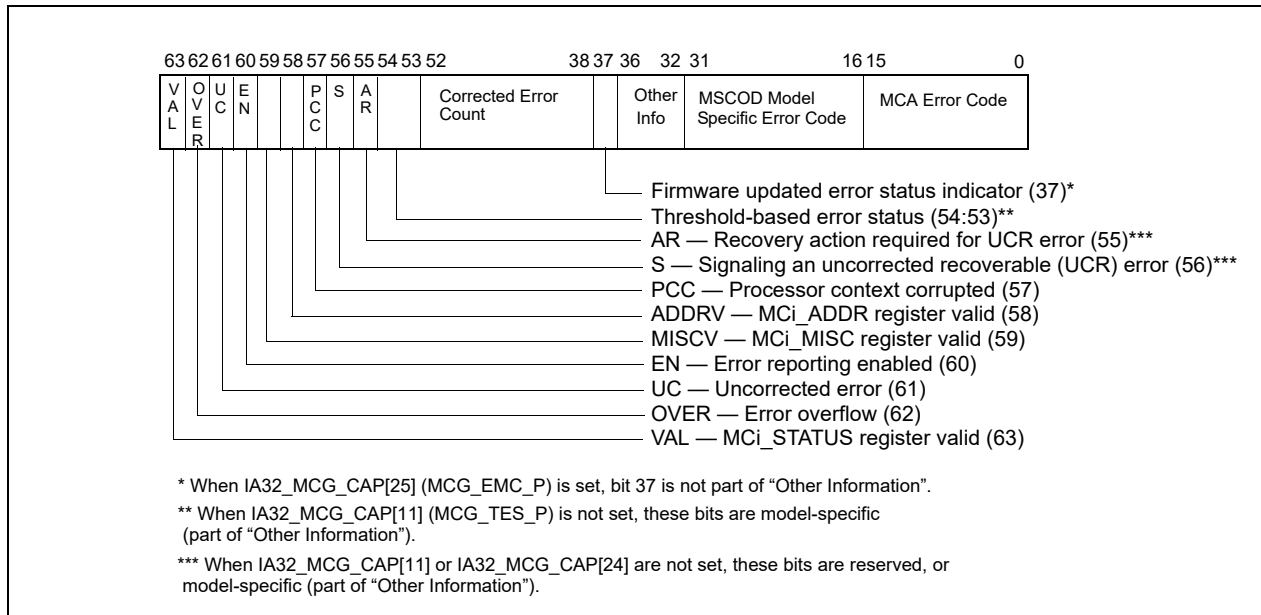 63 62 61 60 59 58 57 56 55 54 53 52 38 37 36 32 31 16 15 0
VAL
OVER
UC
EN
PCC
S
AR
Corrected Error
Count
Other
Info
MSCOD Model
Specific Error Code
MCA Error Code
Firmware updated error status indicator (37)*
Threshold-based error status (54:53)**
AR — Recovery action required for UCR error (55)***
S — Signaling an uncorrected recoverable (UCR) error (56)***
PCC — Processor context corrupted (57)
ADDRV — MCi_ADDR register valid (58)
MISCV — MCi_MISC register valid (59)
EN — Error reporting enabled (60)
UC — Uncorrected error (61)
OVER — Error overflow (62)
VAL — MCi_STATUS register valid (63)
* When IA32_MCG_CAP[25] (MCG_EMC_P) is set, bit 37 is not part of “Other Information”.
** When IA32_MCG_CAP[11] (MCG_TES_P) is not set, these bits are model-specific
(part of “Other Information”).
*** When IA32_MCG_CAP[11] or IA32_MCG_CAP[24] are not set, these bits are reserved, or
model-specific (part of “Other Information”).